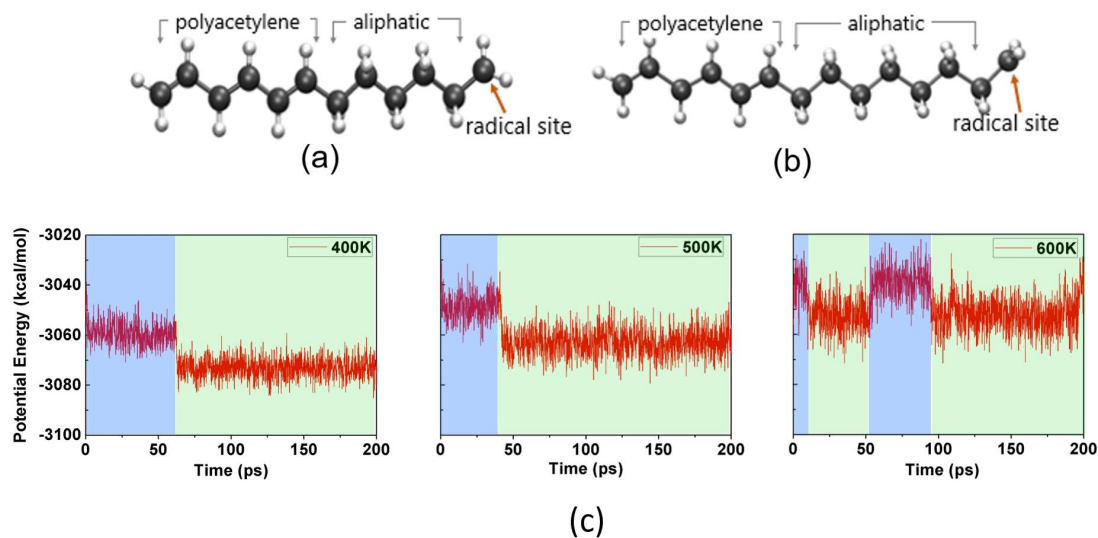 polyacetylene aliphatic
radical site
(a)
polyacetylene aliphatic
radical site
(b)
Potential Energy (kcal/mol)
-3020
-3040
-3060
-3080
-3100
400K
0 50 100 150 200
Time (ps)
500K
0 50 100 150 200
Time (ps)
600K
0 50 100 150 200
Time (ps)
(c)